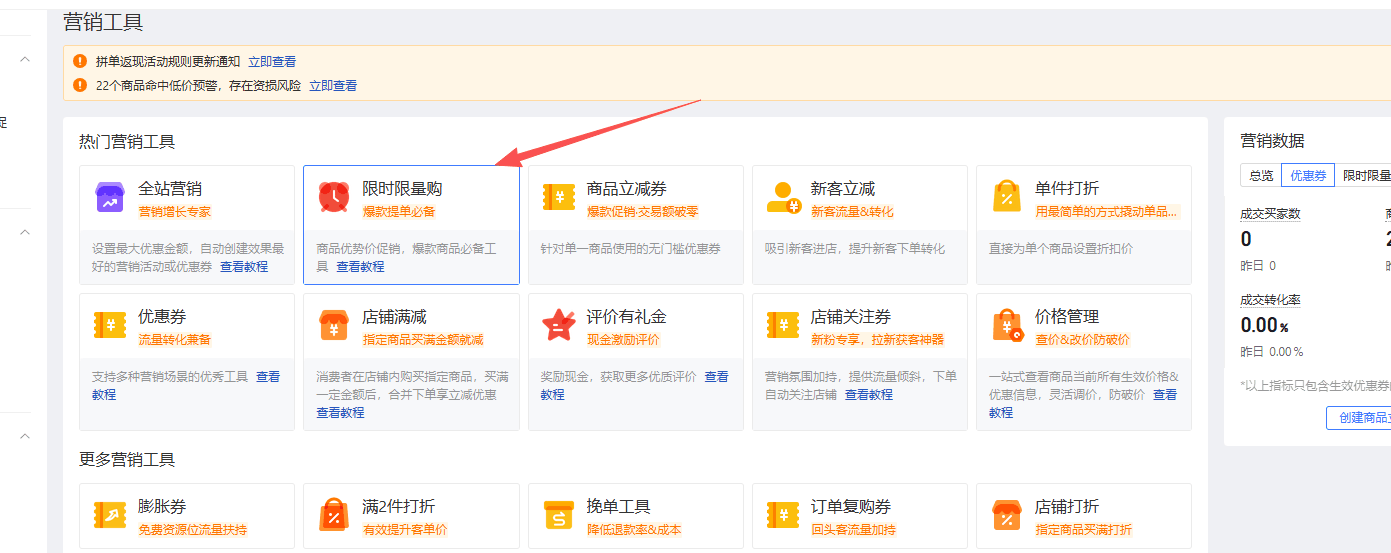 营销工具
拼单返现活动规则更新通知 立即查看
22个商品命中低价预警，存在资损风险 立即查看
热门营销工具
全站营销
营销增长专家
设置最大优惠金额，自动创建效果最
好的营销活动或优惠券 查看教程
限时限量购
爆款提单必备
商品优势价促销，爆款商品必备工
具 查看教程
商品立减券
爆款促销·交易额破零
针对单一商品使用的无门槛优惠券
新客立减
新客流量&转化
吸引新客进店，提升新客下单转化
单件打折
用最简单的方式撬动单品...
直接为单个商品设置折扣价
优惠券
流量转化兼备
支持多种营销场景的优秀工具 查看
教程
店铺满减
指定商品买满金额就减
消费者在店铺内购买指定商品，买满
一定金额后，合并下单享立减优惠
查看教程
评价有礼金
现金激励评价
奖励现金，获取更多优质评价 查看
教程
店铺关注券
新粉专享，拉新获客神器
营销氛围加持，提供流量倾斜，下单
自动关注店铺 查看教程
价格管理
查价&改价防破价
一站式查看商品当前所有生效价格&
优惠信息，灵活调价，防破价 查看
教程
更多营销工具
膨胀券
免费资源位流量扶持
满2件打折
有效提升客单价
挽单工具
降低退款率&成本
订单复购券
回头客流量加持
店铺打折
指定商品买满打折
营销数据
总览 优惠券 限时限量
成交买家数
0
昨日 0
成交转化率
0.00%
昨日 0.00%
*以上指标只包含生效优惠券
创建商品